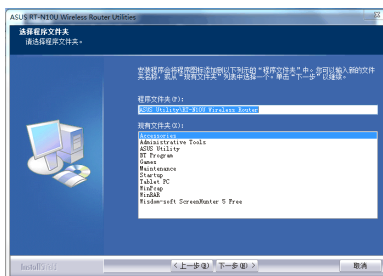 ASUS RT-N10U Wireless Router Utilities
选择程序文件夹
请选择程序文件夹。
安装程序会将程序图标添加到以下列示的“程序文件夹”中。您可以输入新的文件
夹名称，或从“现有文件夹”列表中选择一个。单击“下一步”以继续。
程序文件夹(P):
ASUS Utility\RT-N10U Wireless Router
现有文件夹(X):
Accessories
Administrative Tools
ASUS Utility
BT Program
Games
Maintenance
Startup
Tablet PC
WinPcap
WinRAR
Wisdom-soft ScreenHunter 5 Free
InstallShield
< 上一步(B)
下一步(N) >
取消